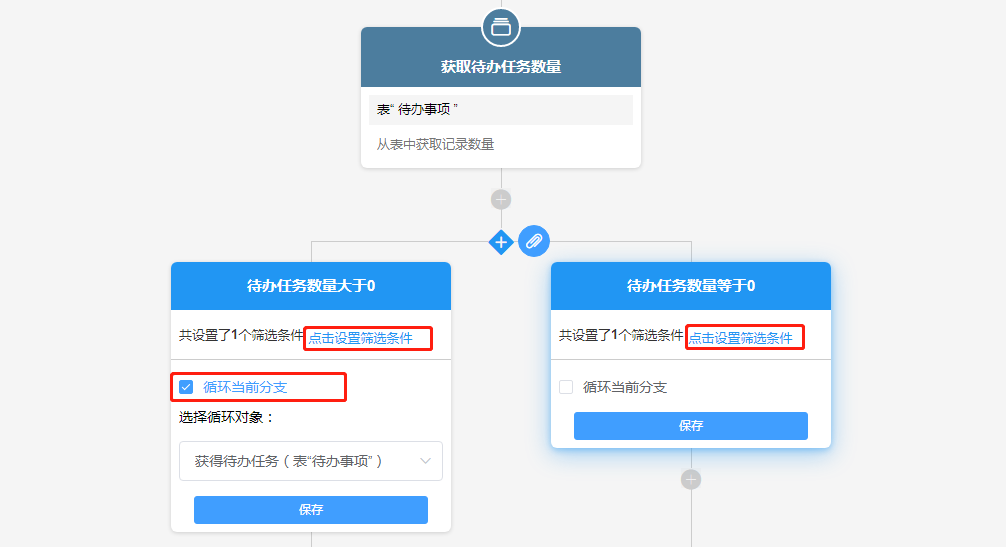 获取待办任务数量
表“ 待办事项 ”
从表中获取记录数量
待办任务数量大于0
共设置了1个筛选条件 点击设置筛选条件
循环当前分支
选择循环对象：
获得待办任务（表“待办事项”）
保存
待办任务数量等于0
共设置了1个筛选条件 点击设置筛选条件
循环当前分支
保存